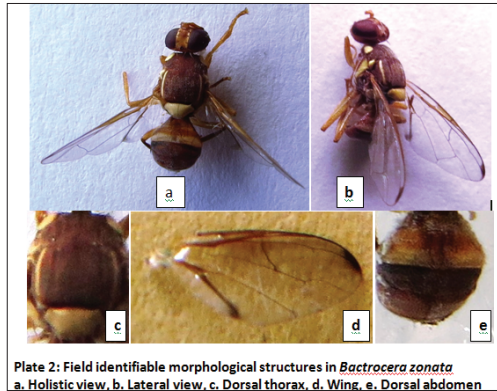 a
b
c
d
e
Plate 2: Field identifiable morphological structures in Bactrocera zonata
a. Holistic view, b. Lateral view, c. Dorsal thorax, d. Wing, e. Dorsal abdomen